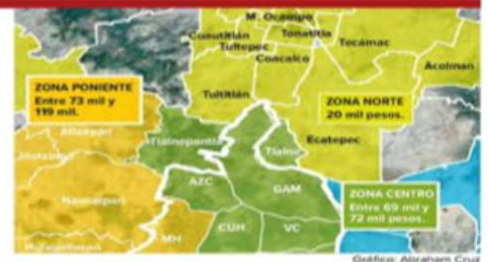 M. Ocampo
Cuautitlán
Tonatitla
Tultepec
Tecámac
Coacalco
Acolman
Tultitlán
ZONA PONIENTE
Entre 73 mil y
119 mil.
ZONA NORTE
20 mil pesos.
Tlalnepantla
Tlalne
Ecatepec
Naucalpan
AZC
GAM
ZONA CENTRO
Entre 69 mil y
72 mil pesos.
MH
CUH
VC
Gráfico: Abraham Cruz